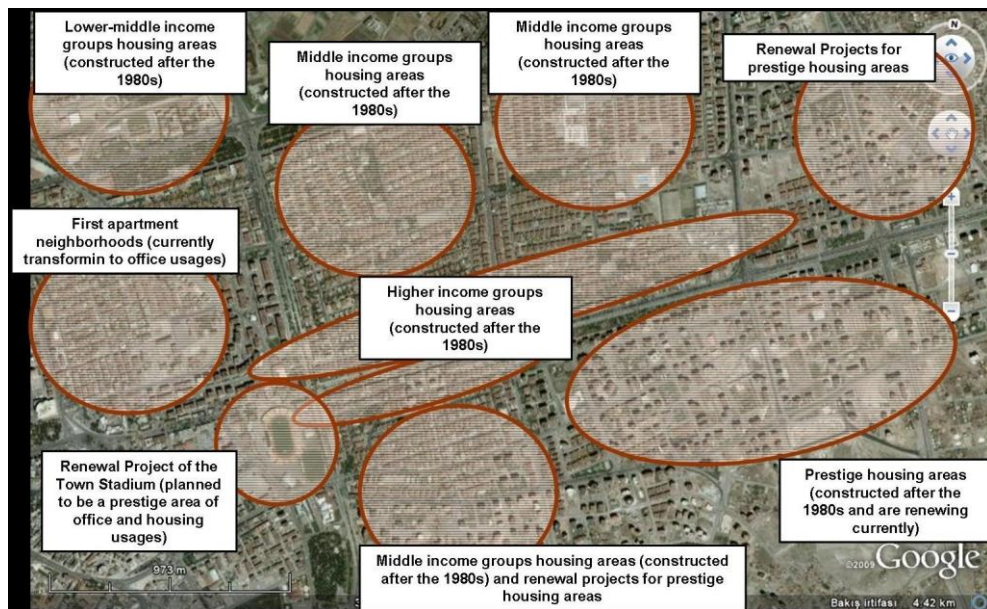 Lower-middle income
groups housing areas
(constructed after the
1980s)
Middle income groups
housing areas
(constructed after the
1980s)
Middle income groups
housing areas
(constructed after the
1980s)
Renewal Projects for
prestige housing areas
N
First apartment
neighborhoods (currently
transformin to office usages)
Higher income groups
housing areas
(constructed after the
1980s)
Renewal Project of the
Town Stadium (planned
to be a prestige area of
office and housing
usages)
Prestige housing areas
(constructed after the
1980s and are renewing
currently)
Middle income groups housing areas (constructed
after the 1980s) and renewal projects for prestige
housing areas
973 m
©2009 Google
Bakış irtifası 4.42 km